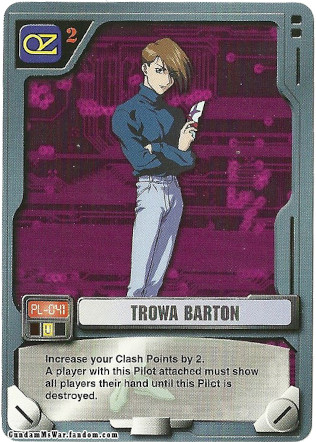 OZ 2
PL-041
TROWA BARTON
Increase your Clash Points by 2.
A player with this Pilot attached must show
all players their hand until this Pilot is
destroyed.
GundamMsWar.fandom.com